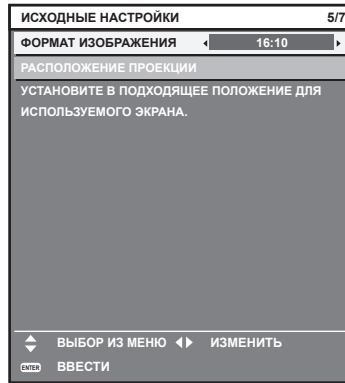 ИСХОДНЫЕ НАСТРОЙКИ 5/7
ФОРМАТ ИЗОБРАЖЕНИЯ 16:10
РАСПОЛОЖЕНИЕ ПРОЕКЦИИ
УСТАНОВИТЕ В ПОДХОДЯЩЕЕ ПОЛОЖЕНИЕ ДЛЯ
ИСПОЛЬЗУЕМОГО ЭКРАНА.
ВЫБОР ИЗ МЕНЮ ИЗМЕНИТЬ
ENTER ВВЕСТИ